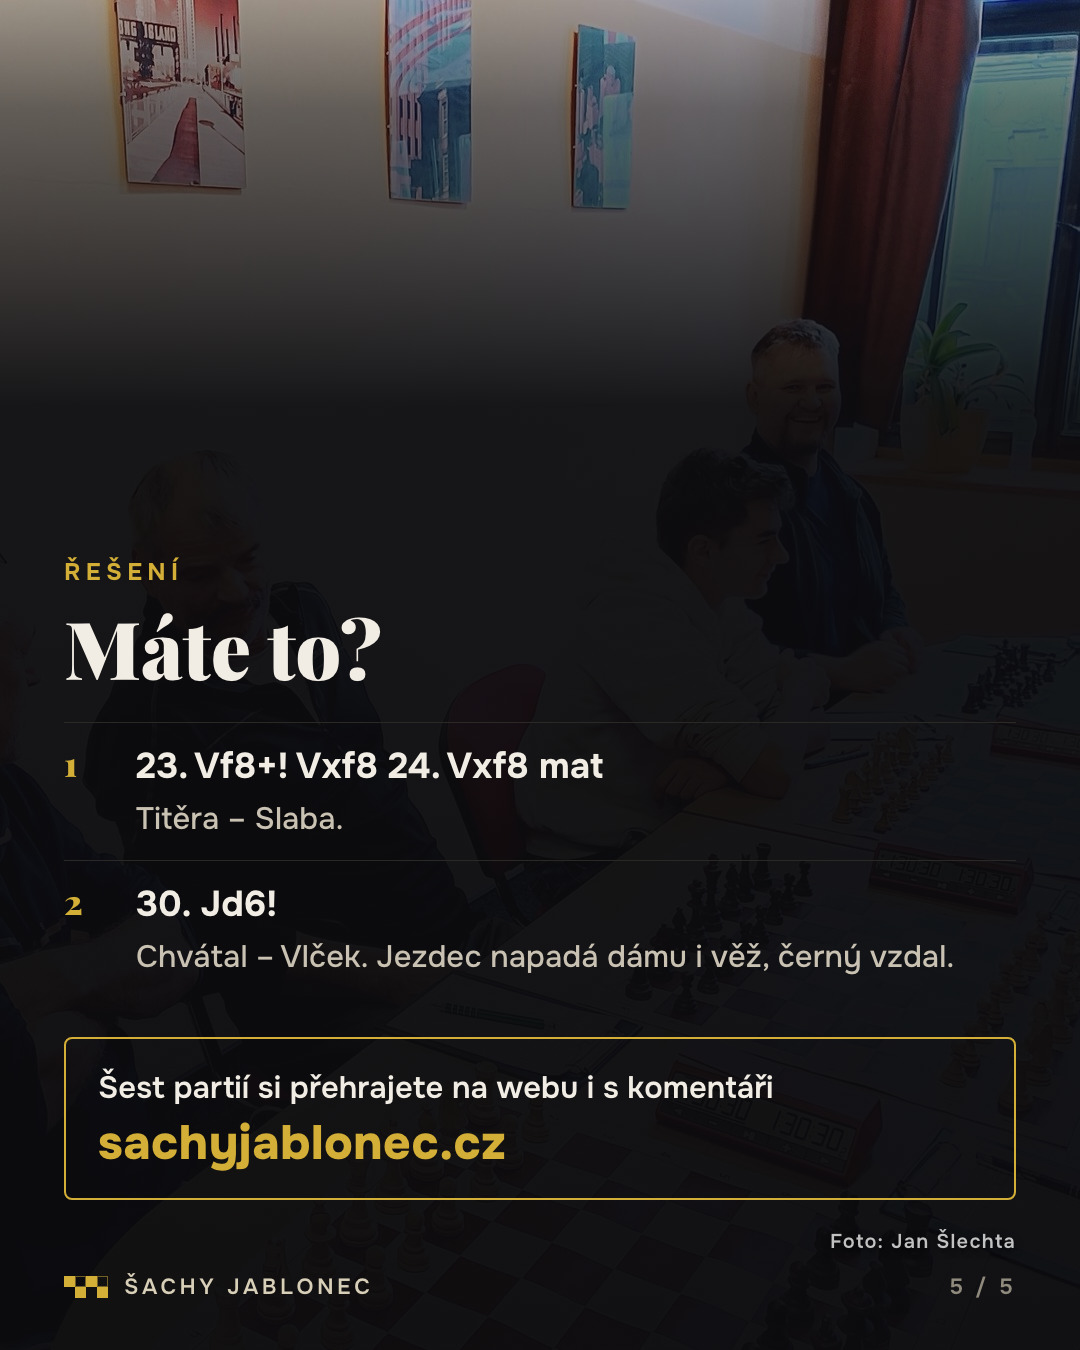 ŘEŠENÍ
Máte to?
1
23. Vf8+! Vxf8 24. Vxf8 mat
Titěra – Slaba.
2
30. Jd6!
Chvátal – Vlček. Jezdec napadá dámu i věž, černý vzdal.
Šest partií si přehrajete na webu i s komentáři
sachyjablonec.cz
Foto: Jan Šlechta
ŠACHY JABLONEC
5 / 5